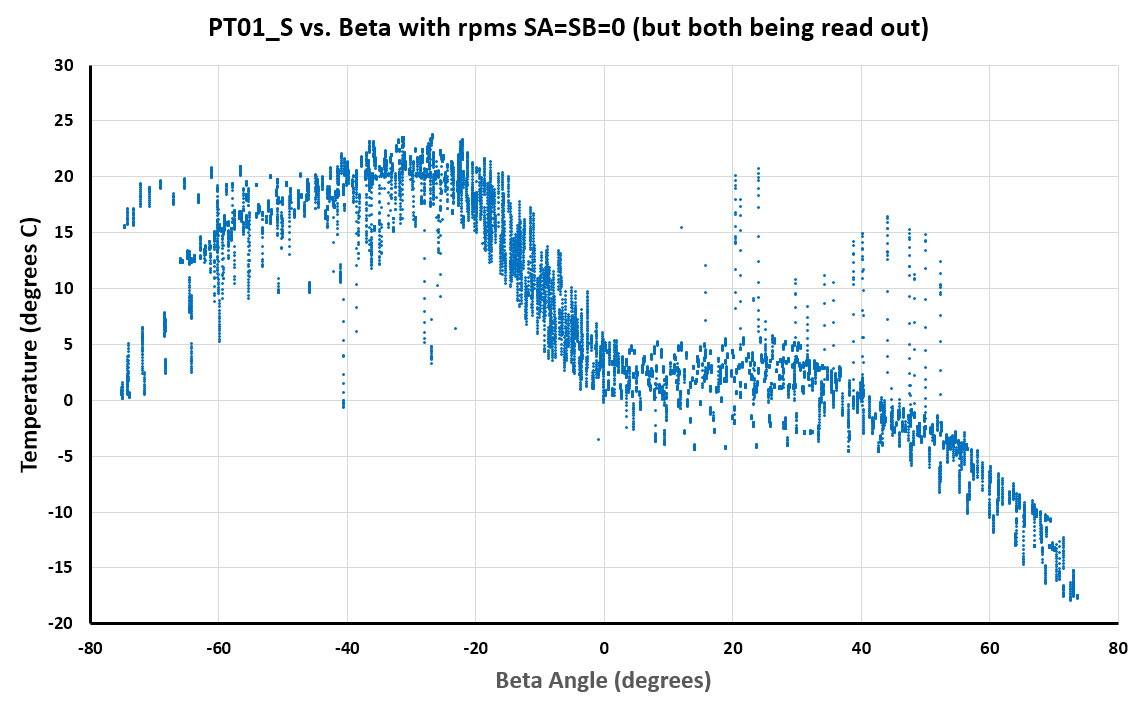 PT01_S vs. Beta with rpms SA=SB=0 (but both being read out)
30
25
20
15
10
5
0
-5
-10
-15
-20
Temperature (degrees C)
-80 -60 -40 -20 0 20 40 60 80
Beta Angle (degrees)